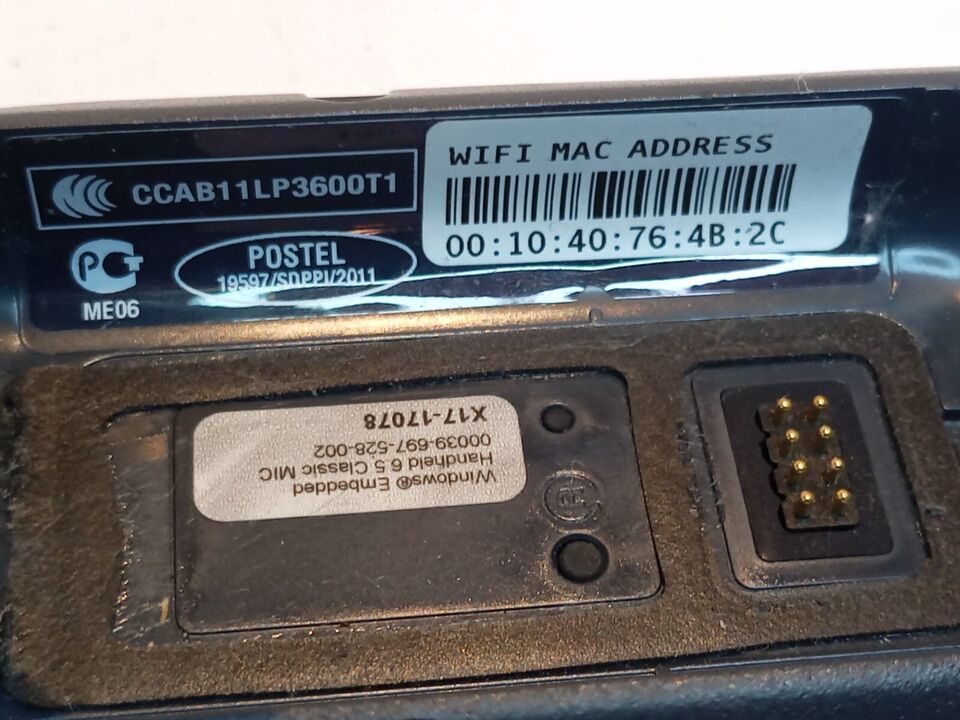 CCAB11LP3600T1
WIFI MAC ADDRESS
00:10:40:76:4B:2C
PCT
ME06
POSTEL
19597/SDPPI/2011
Windows® Embedded
Handheld 6.5 Classic MIC
00039-697-528-002
X17-17078